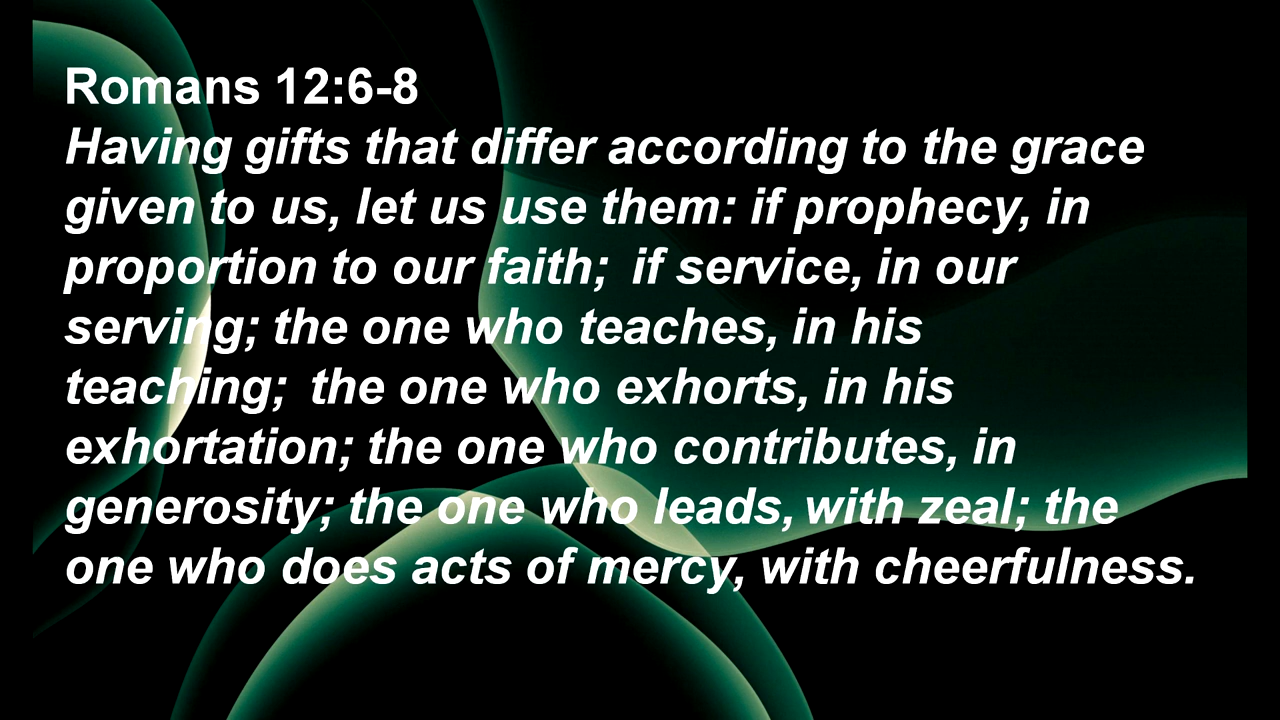 Romans 12:6-8
Having gifts that differ according to the grace
given to us, let us use them: if prophecy, in
proportion to our faith;  if service, in our
serving; the one who teaches, in his
teaching;  the one who exhorts, in his
exhortation; the one who contributes, in
generosity; the one who leads, with zeal; the
one who does acts of mercy, with cheerfulness.